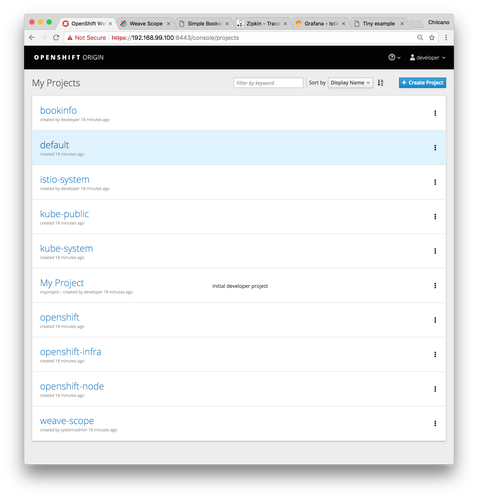 OpenShift We
Weave Scope
Simple Books
Zipkin - Trace
Grafana - Istio
Tiny example
Chilcano
Not Secure https://192.168.99.100:8443/console/projects
OPENSHIFT ORIGIN
developer
My Projects
Filter by keyword
Sort by
Display Name
+ Create Project
bookinfo
created by developer 18 minutes ago
default
created 18 minutes ago
istio-system
created by developer 18 minutes ago
kube-public
created 18 minutes ago
kube-system
created 18 minutes ago
My Project
Initial developer project
myproject - created by developer 18 minutes ago
openshift
created 18 minutes ago
openshift-infra
created 18 minutes ago
openshift-node
created 18 minutes ago
weave-scope
created by system:admin 18 minutes ago